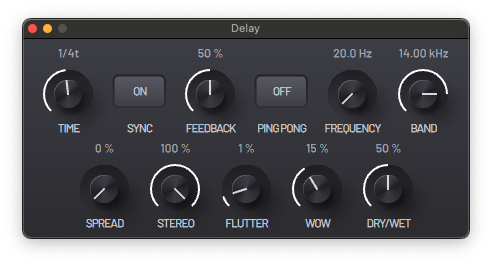 Delay
1/4t 50 % 20.0 Hz 14.00 kHz
ON OFF
TIME SYNC FEEDBACK PING PONG FREQUENCY BAND
0 % 100 % 1 % 15 % 50 %
SPREAD STEREO FLUTTER WOW DRY/WET